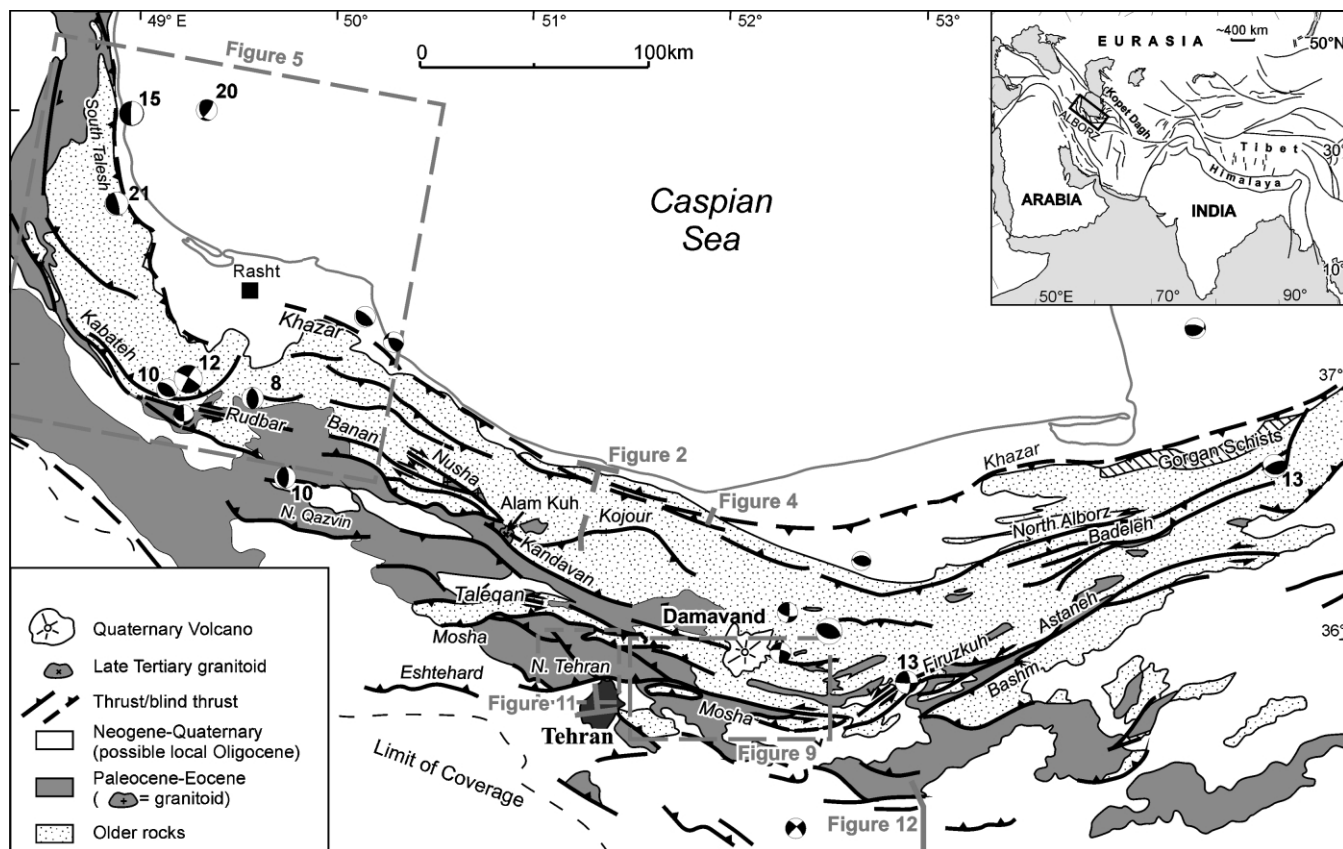 49° E
50°
51°
52°
53°
0
100km
Figure 5
15
20
South Talesh
21
Rasht
Khazar
Caspian
Sea
Kabateh
10
12
8
Rudbar
Banan
Nusha
10
N. Qazvin
Alam Kuh
Kojour
Kandavan
Figure 2
Figure 4
Khazar
Gorgan Schists
13
North Alborz
Badeleh
37°
36°
Taléqan
Mosha
Eshtehard
N. Tehran
Figure 11
Tehran
Damavand
Mosha
Figure 9
13
Firuzkuh
Astaneh
Bashm
Figure 12
Limit of Coverage
~400 km
EURASIA
50°N
Kopet Dagh
ALBORZ
Tibet
30°
Himalaya
ARABIA
INDIA
10°
50°E
70°
90°
Quaternary Volcano
Late Tertiary granitoid
Thrust/blind thrust
Neogene-Quaternary
(possible local Oligocene)
Paleocene-Eocene
( = granitoid)
Older rocks